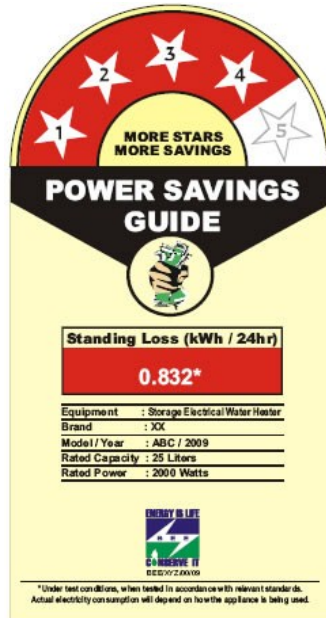 1 2 3 4 5
MORE STARS
MORE SAVINGS
POWER SAVINGS
GUIDE
Standing Loss (kWh / 24hr)
0.832*
Equipment : Storage Electrical Water Heater
Brand : XX
Model / Year : ABC / 2009
Rated Capacity : 25 Liters
Rated Power : 2000 Watts
ENERGY IS LIFE
CONSERVE IT
*Under test conditions, when tested in accordance with relevant standards.
Actual electricity consumption will depend on how the appliance is being used.